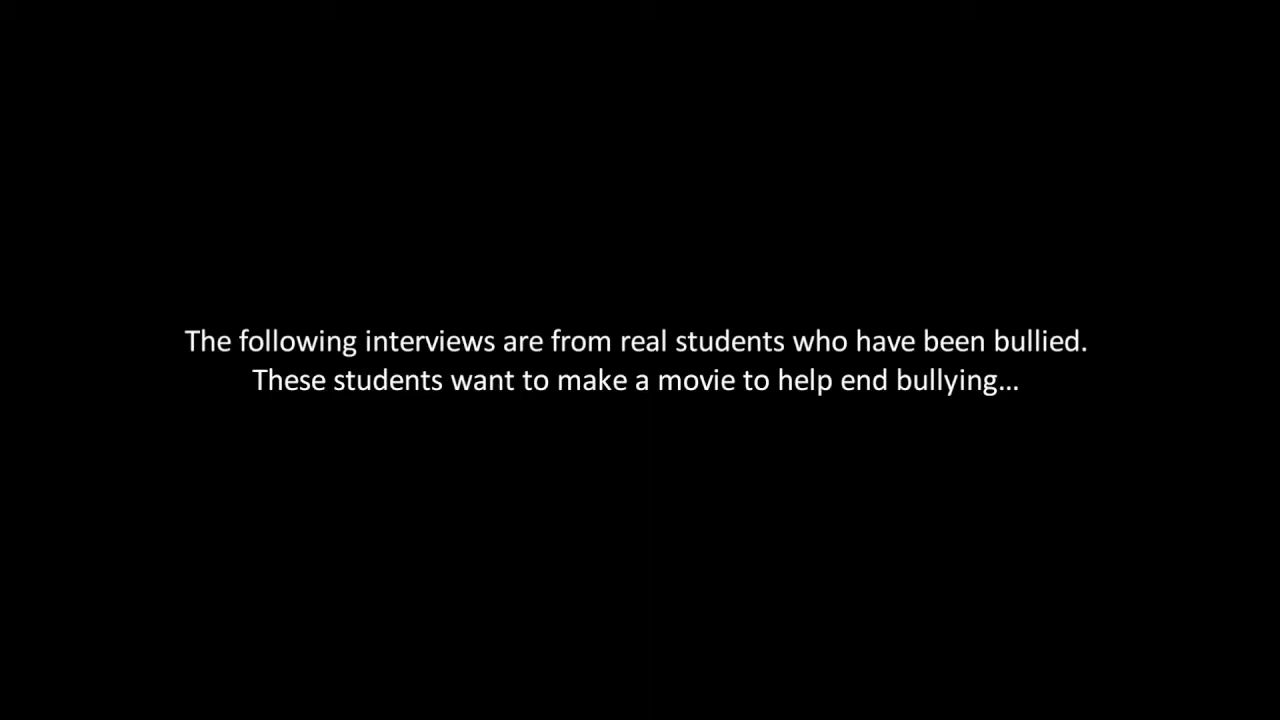 The following interviews are from real students who have been bullied.
These students want to make a movie to help end bullying…